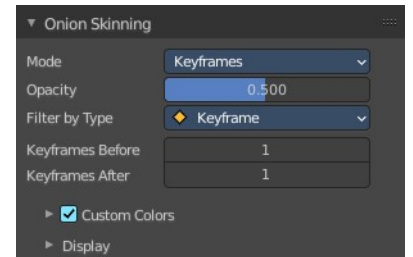 Onion Skinning
Mode Keyframes
Opacity 0.500
Filter by Type Keyframe
Keyframes Before 1
Keyframes After 1
Custom Colors
Display